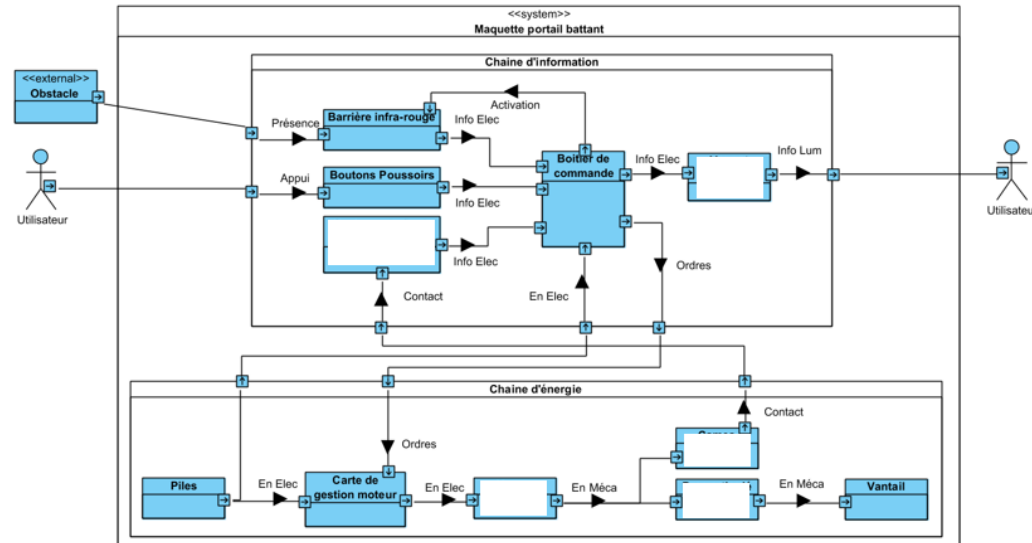 <<system>>
Maquette portail battant
Chaine d'information
<<external>>
Obstacle
Activation
Barrière infra-rouge
Présence
Info Elec
Boitier de
commande
Info Elec
Info Lum
Boutons Poussoirs
Appui
Info Elec
Utilisateur
Utilisateur
Info Elec
Ordres
Contact
En Elec
Chaine d'énergie
Contact
Ordres
Piles
En Elec
Carte de
gestion moteur
En Elec
En Méca
En Méca
Vantail